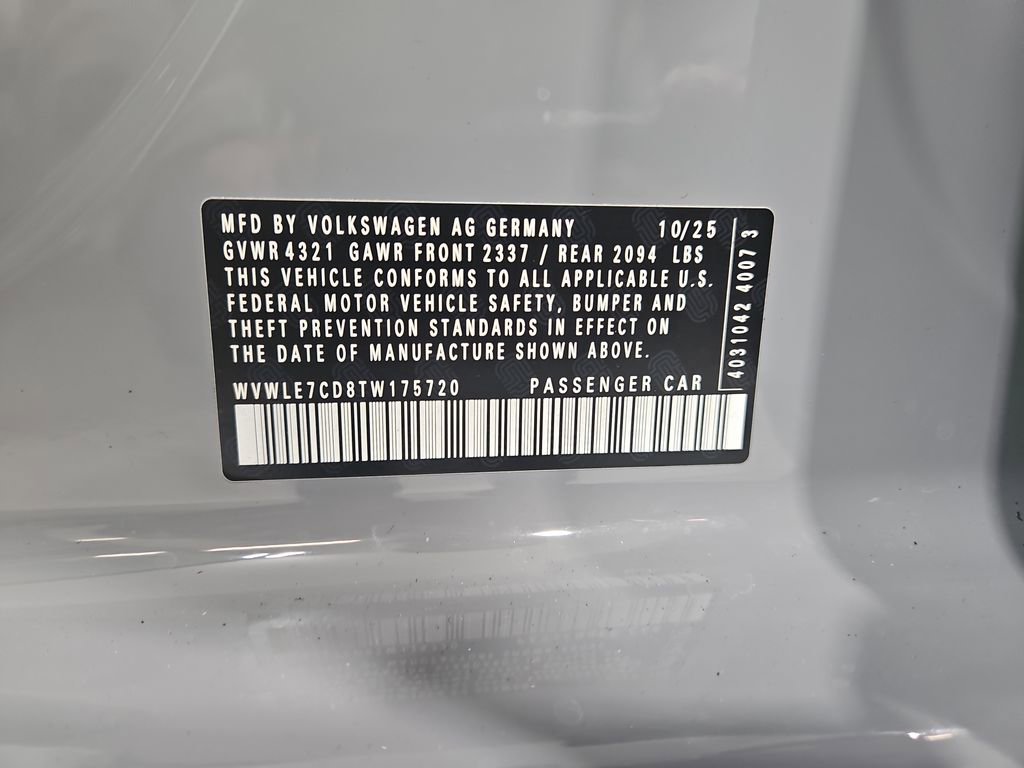 MFD BY VOLKSWAGEN AG GERMANY 10/25
GVWR 4321 GAWR FRONT 2337 / REAR 2094 LBS
THIS VEHICLE CONFORMS TO ALL APPLICABLE U.S.
FEDERAL MOTOR VEHICLE SAFETY, BUMPER AND
THEFT PREVENTION STANDARDS IN EFFECT ON
THE DATE OF MANUFACTURE SHOWN ABOVE.
WVWLE7CD8TW175720 PASSENGER CAR
4031042 4007 3